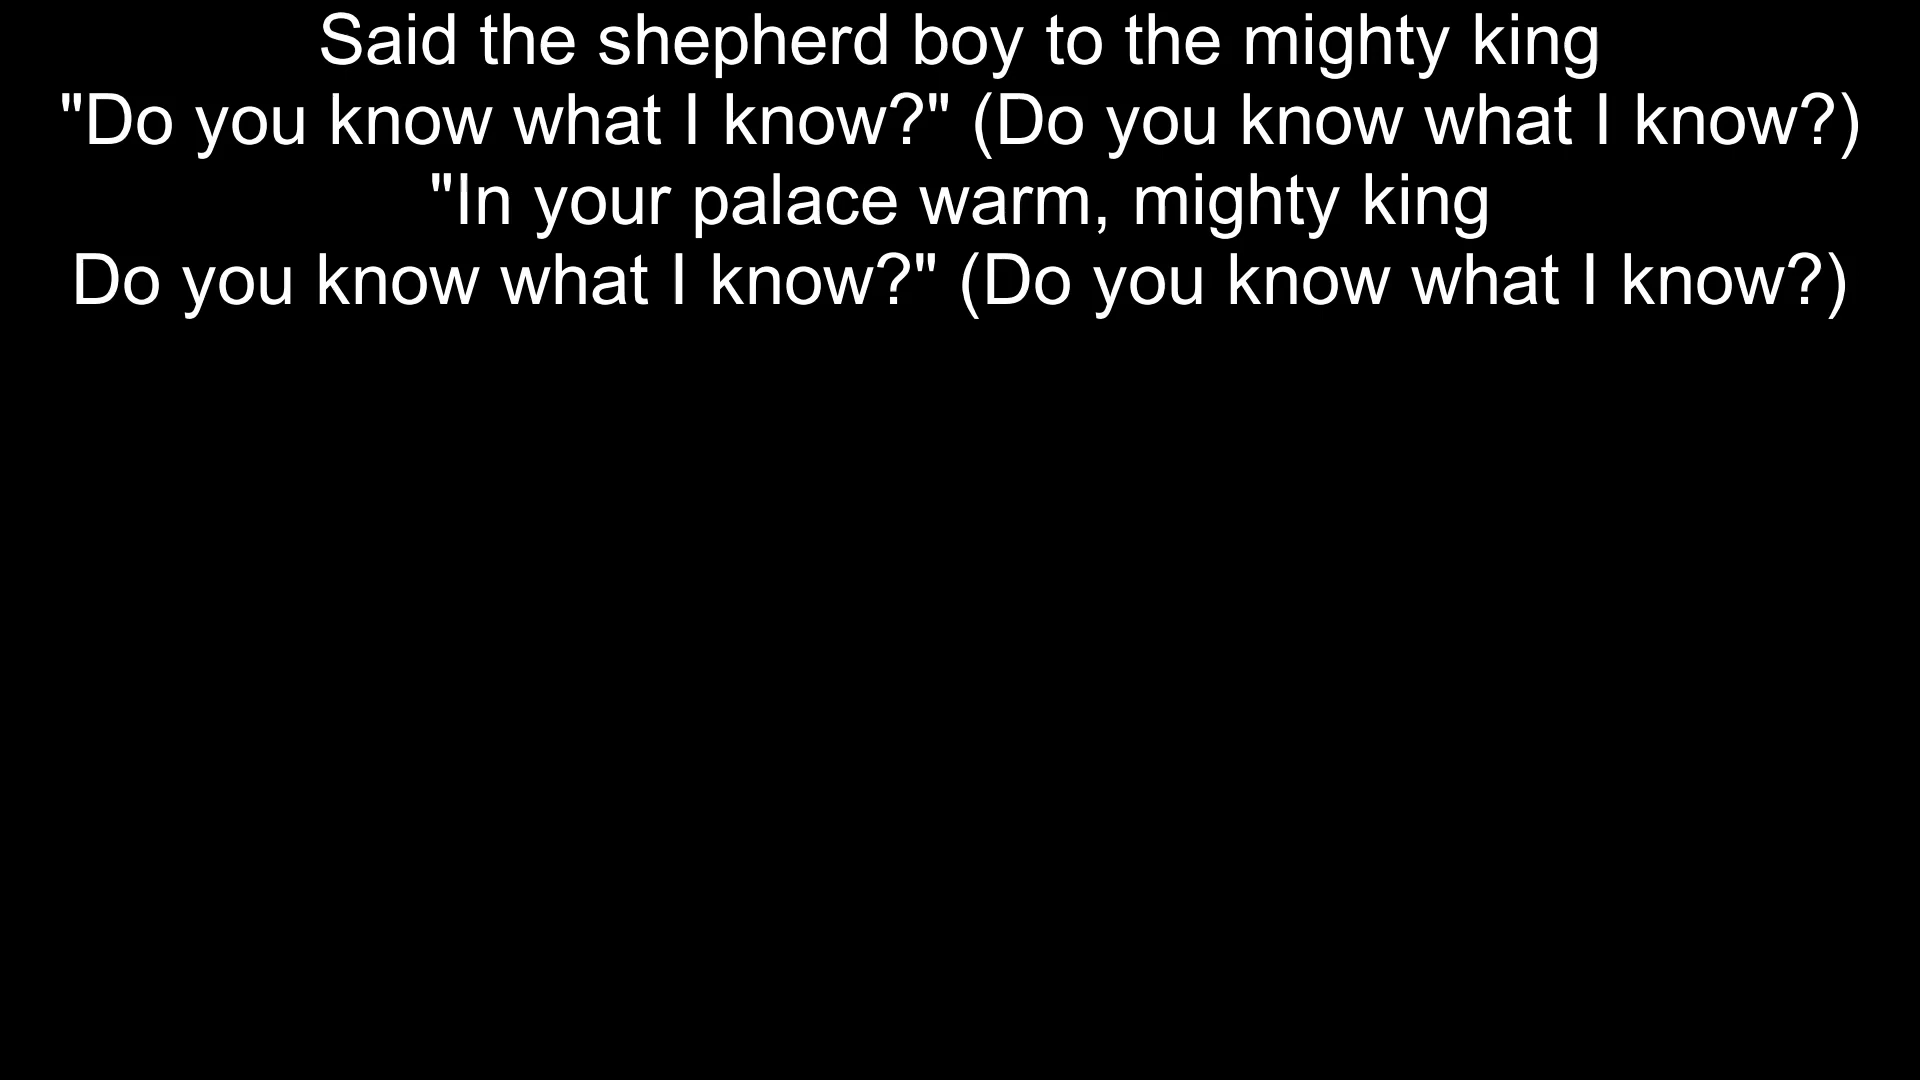 Said the shepherd boy to the mighty king
"Do you know what I know?" (Do you know what I know?)
"In your palace warm, mighty king
Do you know what I know?" (Do you know what I know?)